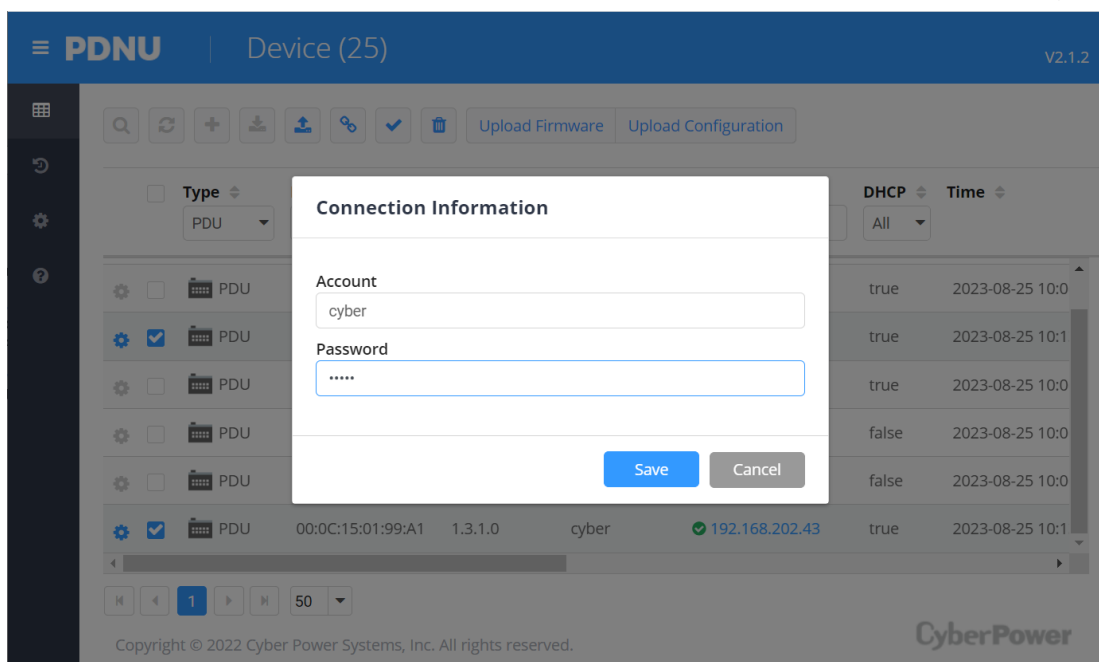 PDNU
Device (25)
V2.1.2
Upload Firmware Upload Configuration
Type DHCP Time
PDU All
Connection Information
Account
cyber
Password
•••••
Save Cancel
PDU true 2023-08-25 10:0
PDU true 2023-08-25 10:1
PDU true 2023-08-25 10:0
PDU false 2023-08-25 10:0
PDU false 2023-08-25 10:0
PDU 00:0C:15:01:99:A1 1.3.1.0 cyber 192.168.202.43 true 2023-08-25 10:1
1 50
Copyright © 2022 Cyber Power Systems, Inc. All rights reserved.
CyberPower